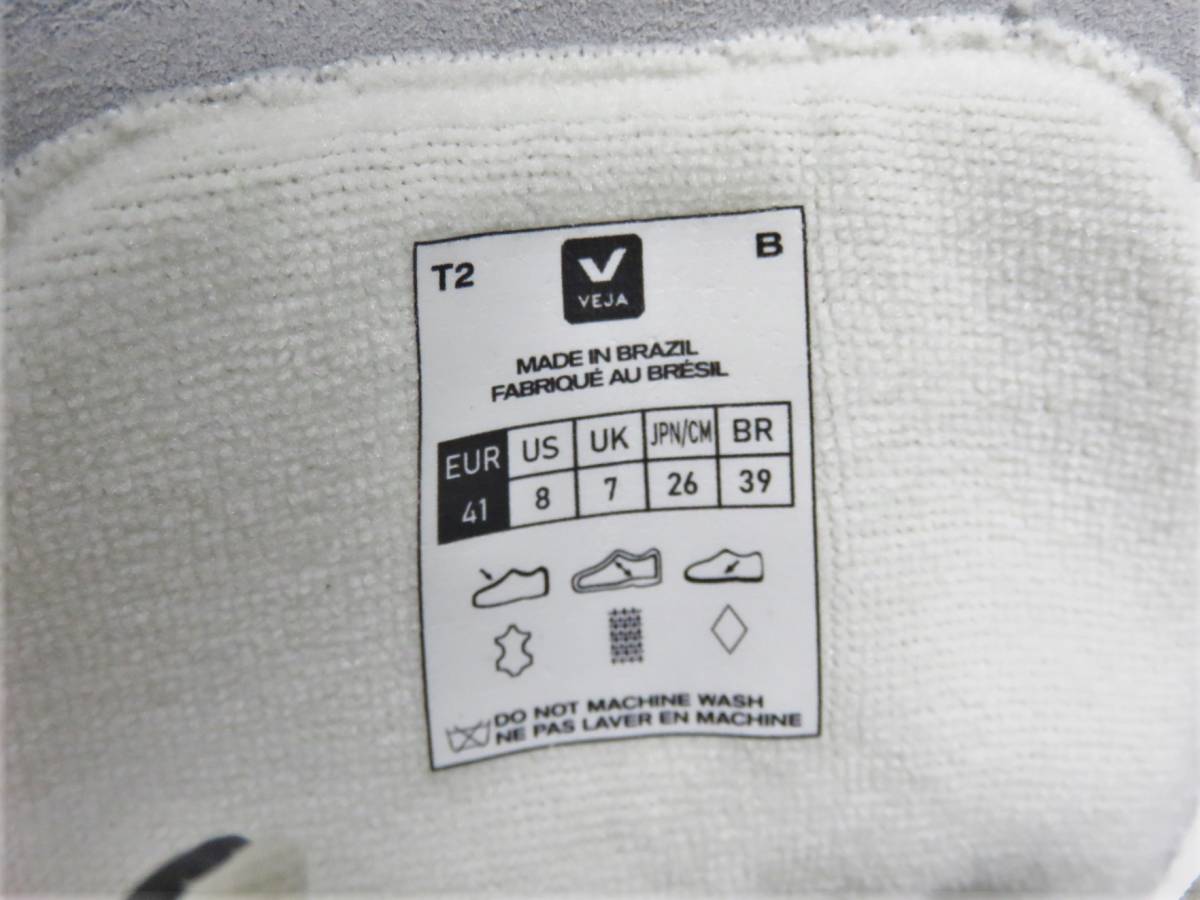 T2
B
VEJA
MADE IN BRAZIL
FABRIQUÉ AU BRÉSIL
EUR US UK JPN/CM BR
41 8 7 26 39
DO NOT MACHINE WASH
NE PAS LAVER EN MACHINE